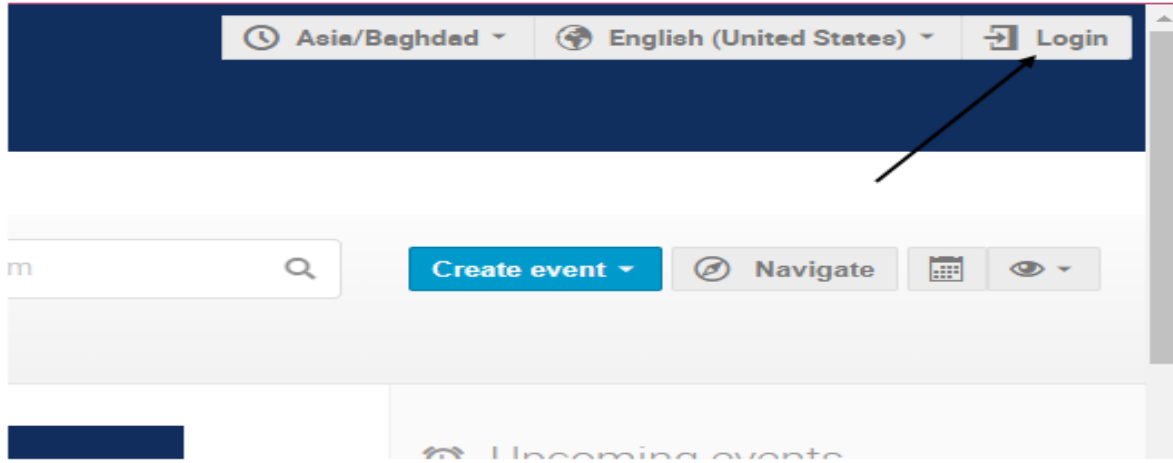 Asia/Baghdad English (United States) Login
m Create event Navigate
Upcoming events